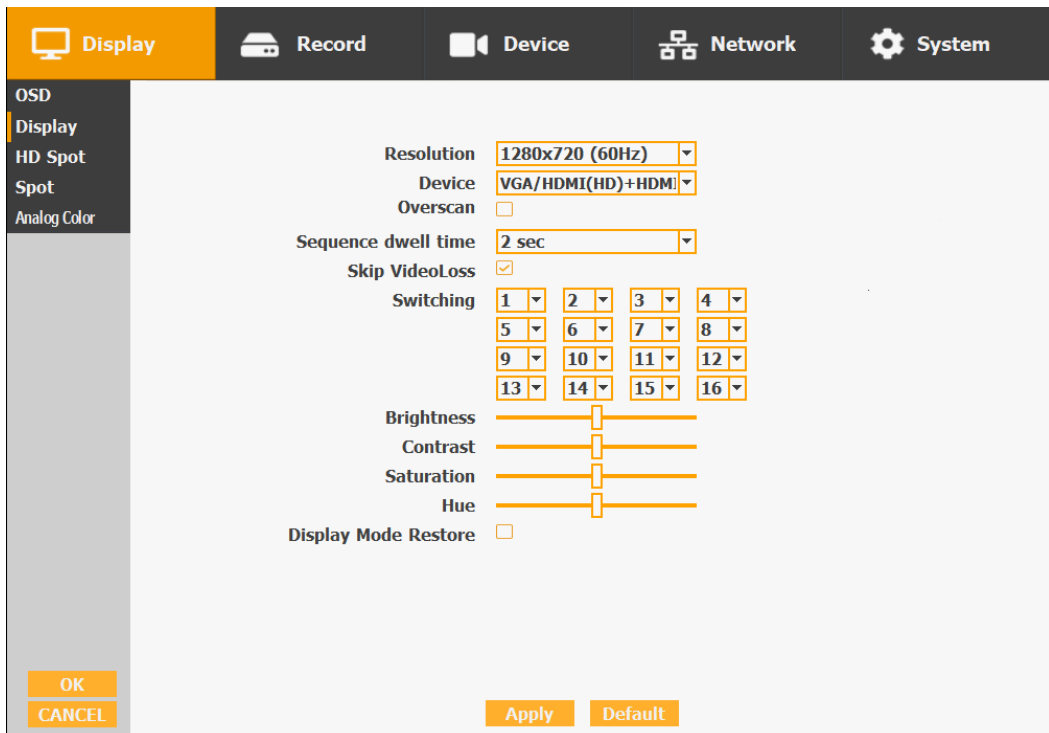 Display Record Device Network System
OSD
Display
HD Spot
Spot
Analog Color
Resolution 1280x720 (60Hz)
Device VGA/HDMI(HD)+HDMI
Overscan
Sequence dwell time 2 sec
Skip VideoLoss
Switching 1 2 3 4
5 6 7 8
9 10 11 12
13 14 15 16
Brightness
Contrast
Saturation
Hue
Display Mode Restore
OK
CANCEL
Apply Default